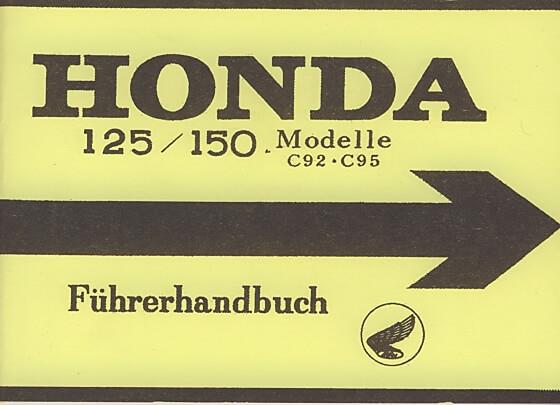 HONDA
125/150. Modelle
C92·C95
Führerhandbuch